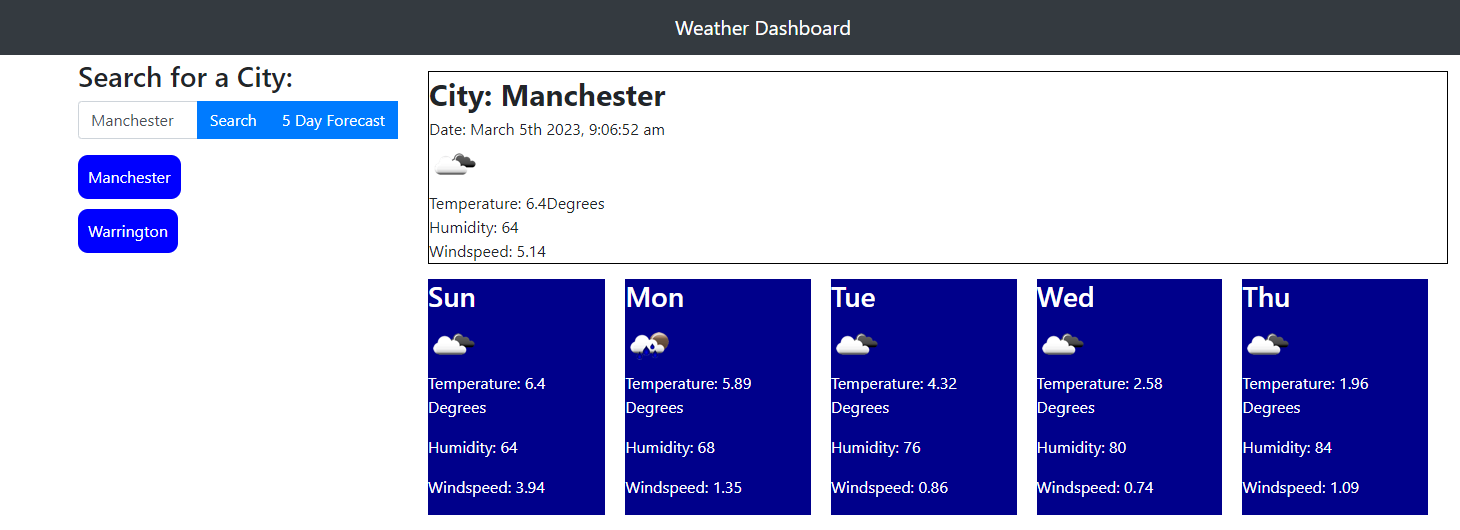 Weather Dashboard
Search for a City:
Manchester
Search
5 Day Forecast
Manchester
Warrington
City: Manchester
Date: March 5th 2023, 9:06:52 am
Temperature: 6.4Degrees
Humidity: 64
Windspeed: 5.14
Sun
Temperature: 6.4
Degrees
Humidity: 64
Windspeed: 3.94
Mon
Temperature: 5.89
Degrees
Humidity: 68
Windspeed: 1.35
Tue
Temperature: 4.32
Degrees
Humidity: 76
Windspeed: 0.86
Wed
Temperature: 2.58
Degrees
Humidity: 80
Windspeed: 0.74
Thu
Temperature: 1.96
Degrees
Humidity: 84
Windspeed: 1.09